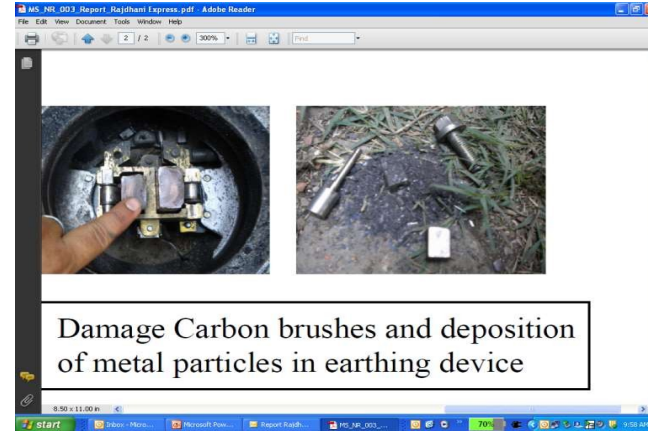 MS_NR_003_Report_Rajdhani Express.pdf - Adobe Reader
File Edit View Document Tools Window Help
2 / 2 300% Find
Damage Carbon brushes and deposition
of metal particles in earthing device
8.50 x 11.00 in
start Inbox - Micro... Microsoft Pow... Report Rajdh... MS_NR_003_... 70% 9:58 AM